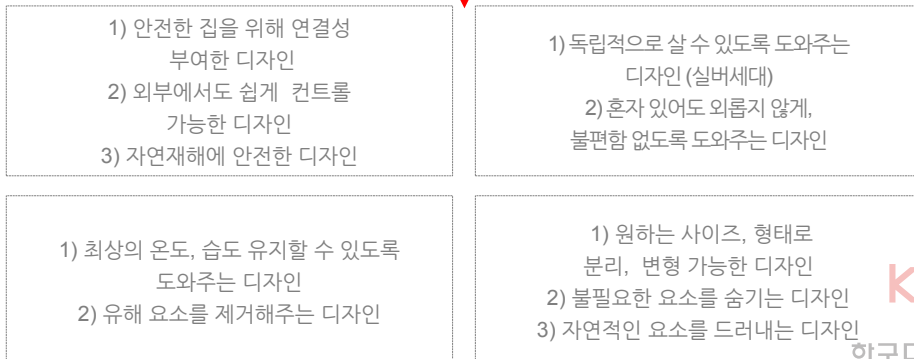 1) 안전한 집을 위해 연결성
부여한 디자인
2) 외부에서도 쉽게 컨트롤
가능한 디자인
3) 자연재해에 안전한 디자인
1) 독립적으로 살 수 있도록 도와주는
디자인 (실버세대)
2) 혼자 있어도 외롭지 않게,
불편함 없도록 도와주는 디자인
1) 최상의 온도, 습도 유지할 수 있도록
도와주는 디자인
2) 유해 요소를 제거해주는 디자인
1) 원하는 사이즈, 형태로
분리, 변형 가능한 디자인
2) 불필요한 요소를 숨기는 디자인
3) 자연적인 요소를 드러내는 디자인
K